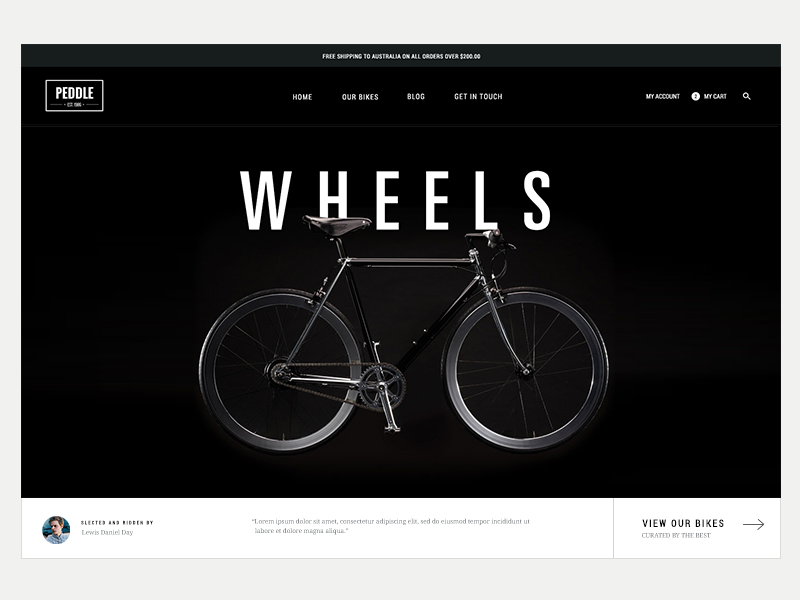 FREE SHIPPING TO AUSTRALIA ON ALL ORDERS OVER $200.00
PEDDLE
HOME OUR BIKES BLOG GET IN TOUCH
MY ACCOUNT 2 MY CART
WHEELS
SLECTED AND RIDDEN BY
Lewis Daniel Day
“Lorem ipsum dolor sit amet, consectetur adipiscing elit, sed do eiusmod tempor incididunt ut
labore et dolore magna aliqua.”
VIEW OUR BIKES
CURATED BY THE BEST